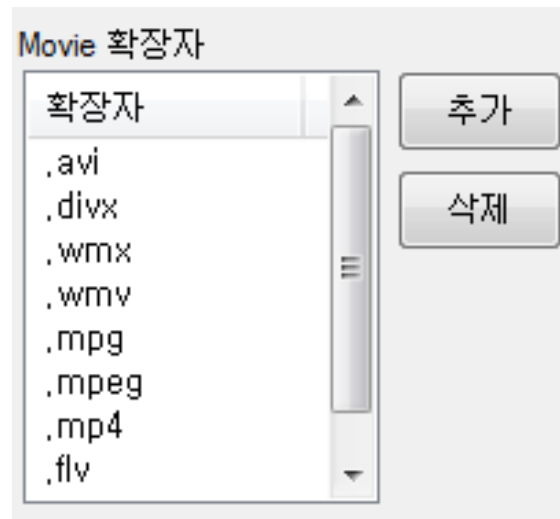 Movie 확장자
확장자
.avi
.divx
.wmx
.wmv
.mpg
.mpeg
.mp4
.flv
추가
삭제